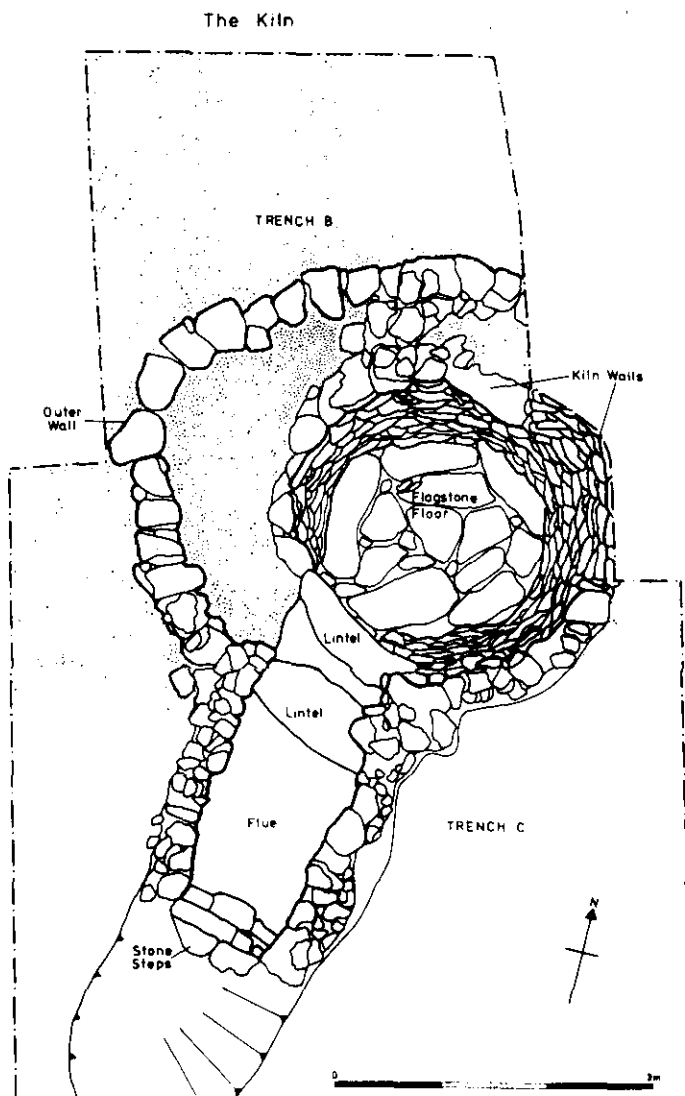 The Kiln
TRENCH B
Kiln Walls
Outer
Wall
Flagstone
Floor
Lintel
Lintel
Flue
TRENCH C
N
Stone
Steps
0
2m